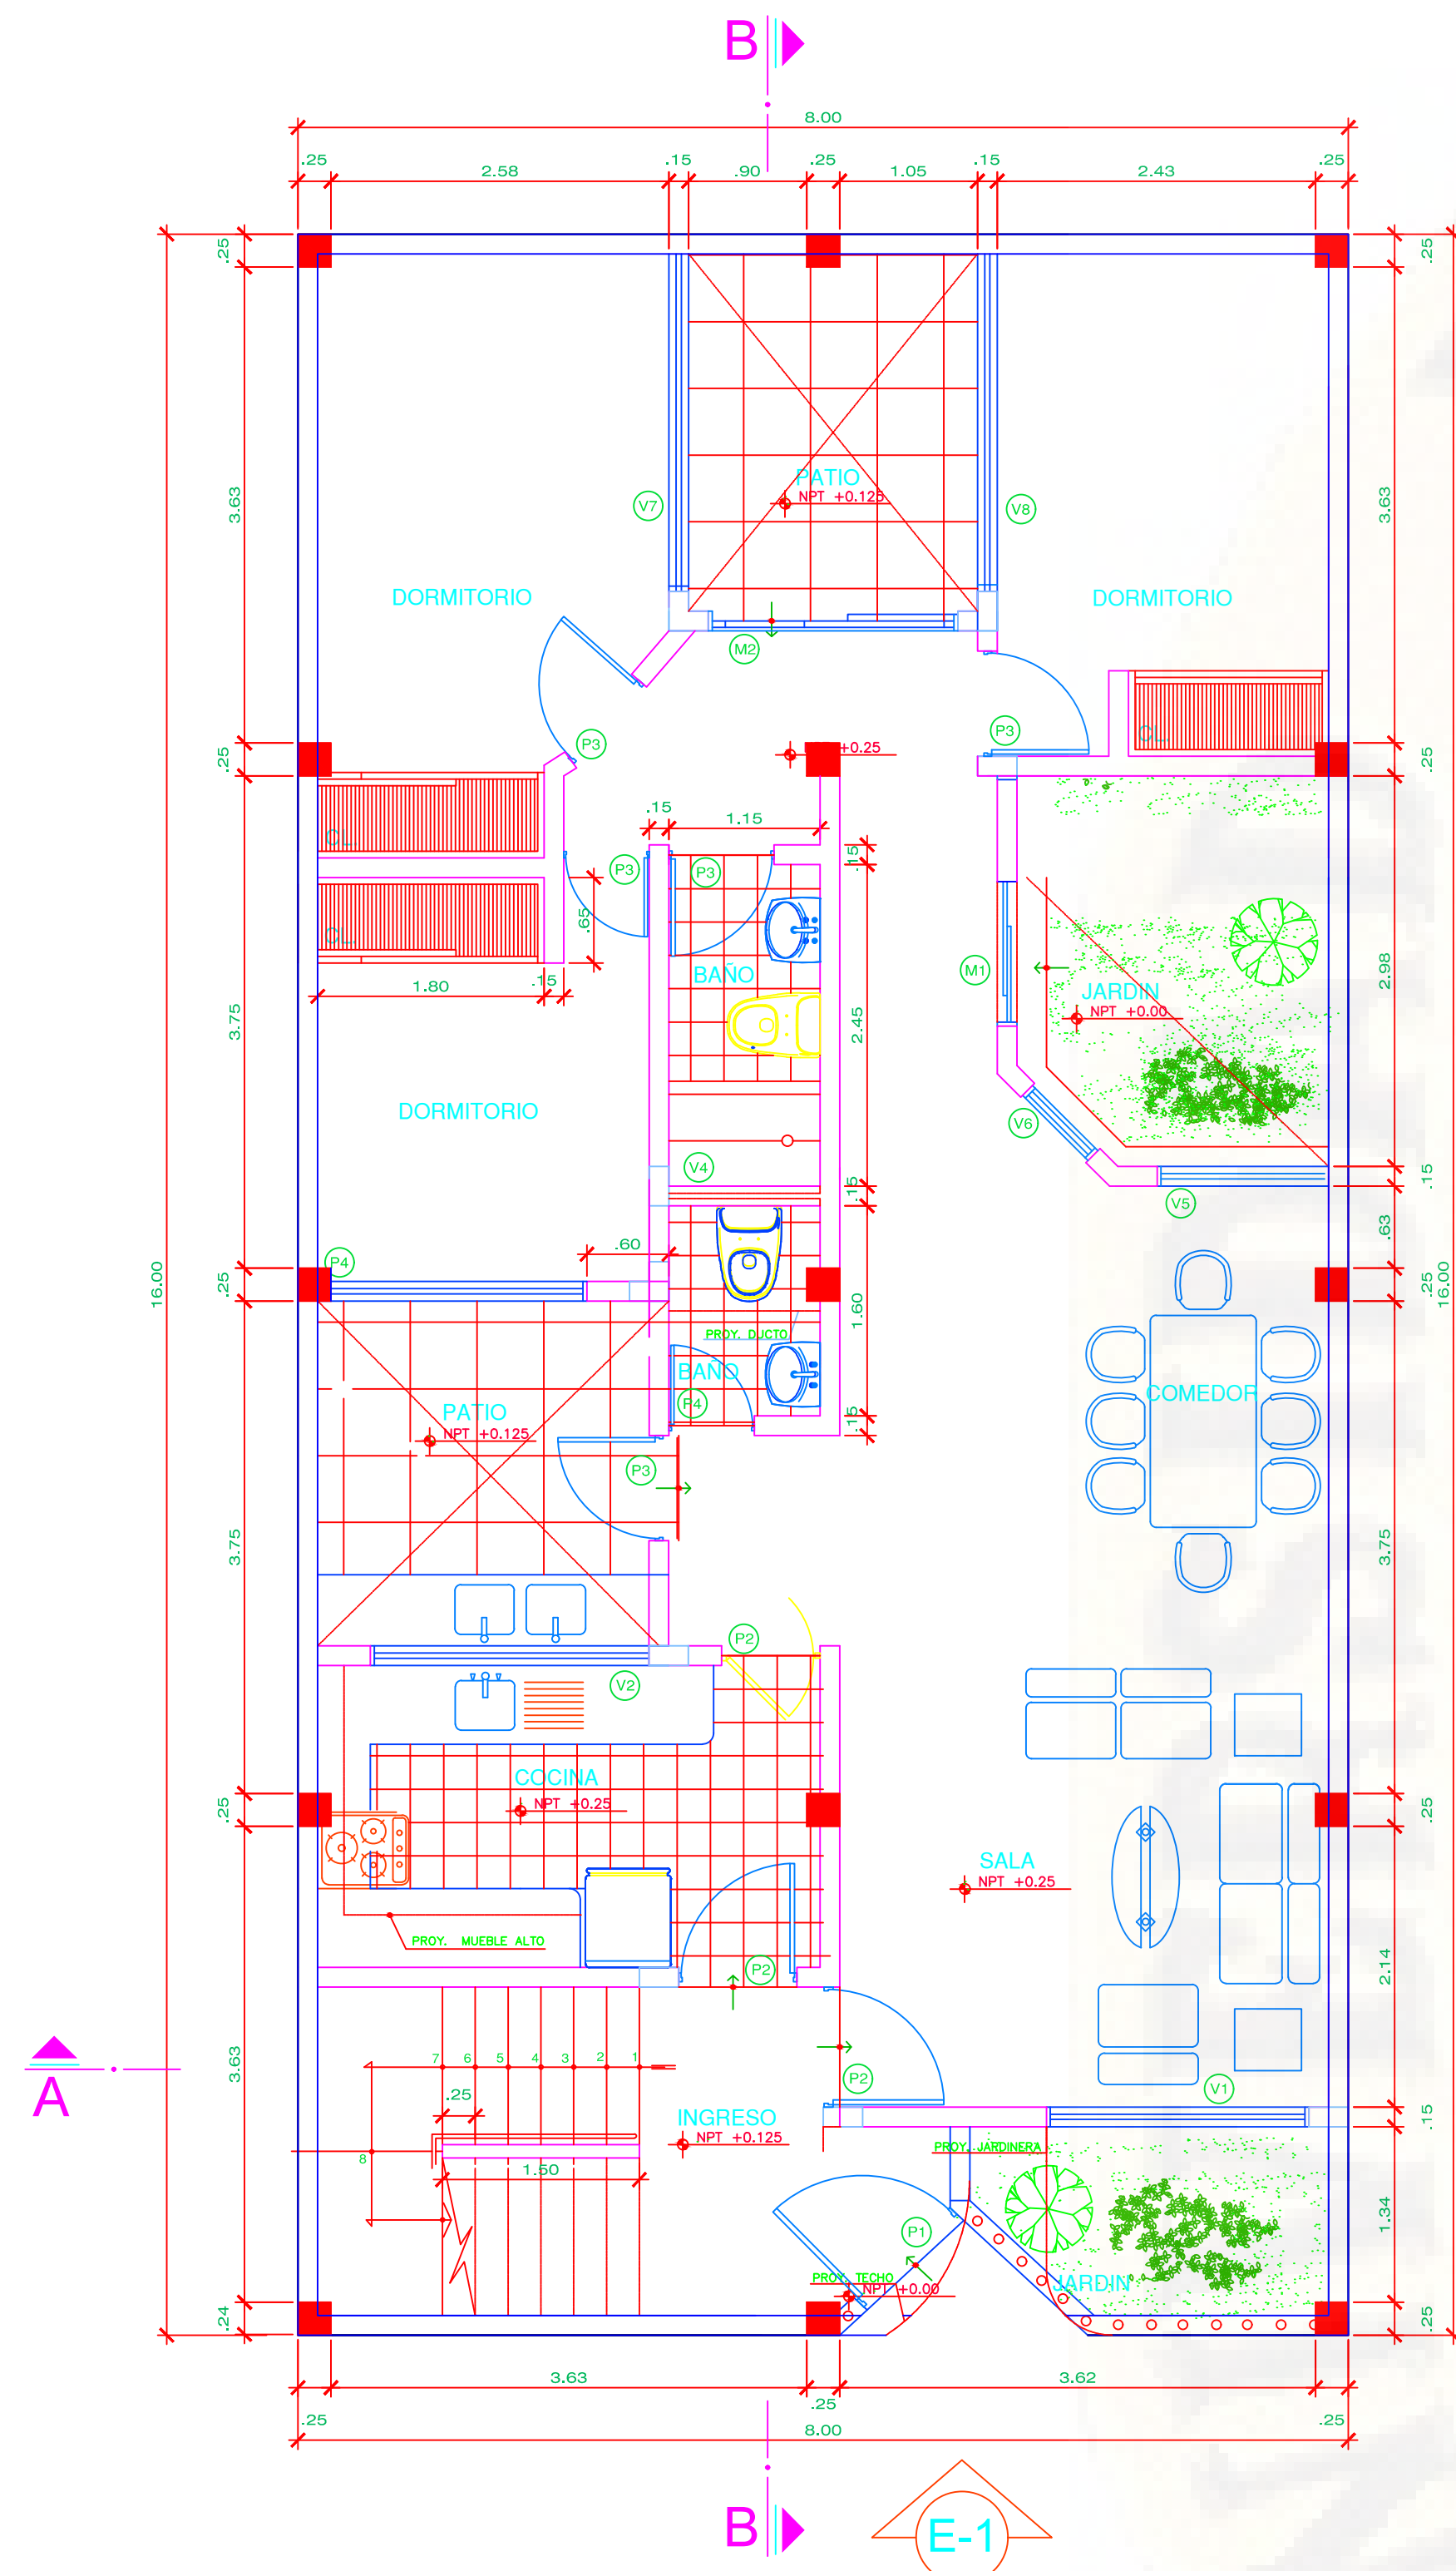 B
8.00
.25 2.58 .15 .90 .25 1.05 .15 2.43 .25
.25 .25
PATIO
NPT +0.125
3.63 V7 V8 3.63
DORMITORIO DORMITORIO
M2
P3 P3
.25 +0.25 CL. .25
.15 1.15
CL. P3 P3 .15
CL. .65
BAÑO M1 2.98
1.80 .15 JARDIN
NPT +0.00
3.75 2.45
DORMITORIO V6
V4 .15 .15
V5
.60 .63
P4
16.00 .25 .25 16.00
1.60
PROY. DUCTO
BAÑO COMEDOR
P4
PATIO .15
NPT +0.125
P3
3.75 3.75
P2
V2
COCINA
NPT +0.25
.25 .25
SALA
NPT +0.25
PROY. MUEBLE ALTO
P2 2.14
3.63
7 6 5 4 3 2 1
A P2 V1
.25
INGRESO .15
NPT +0.125
PROY. JARDINERA
8 1.50
P1 1.34
PROY. TECHO JARDIN
NPT +0.00
.24 .25
3.63 3.62
.25
.25 .25
8.00
B E-1